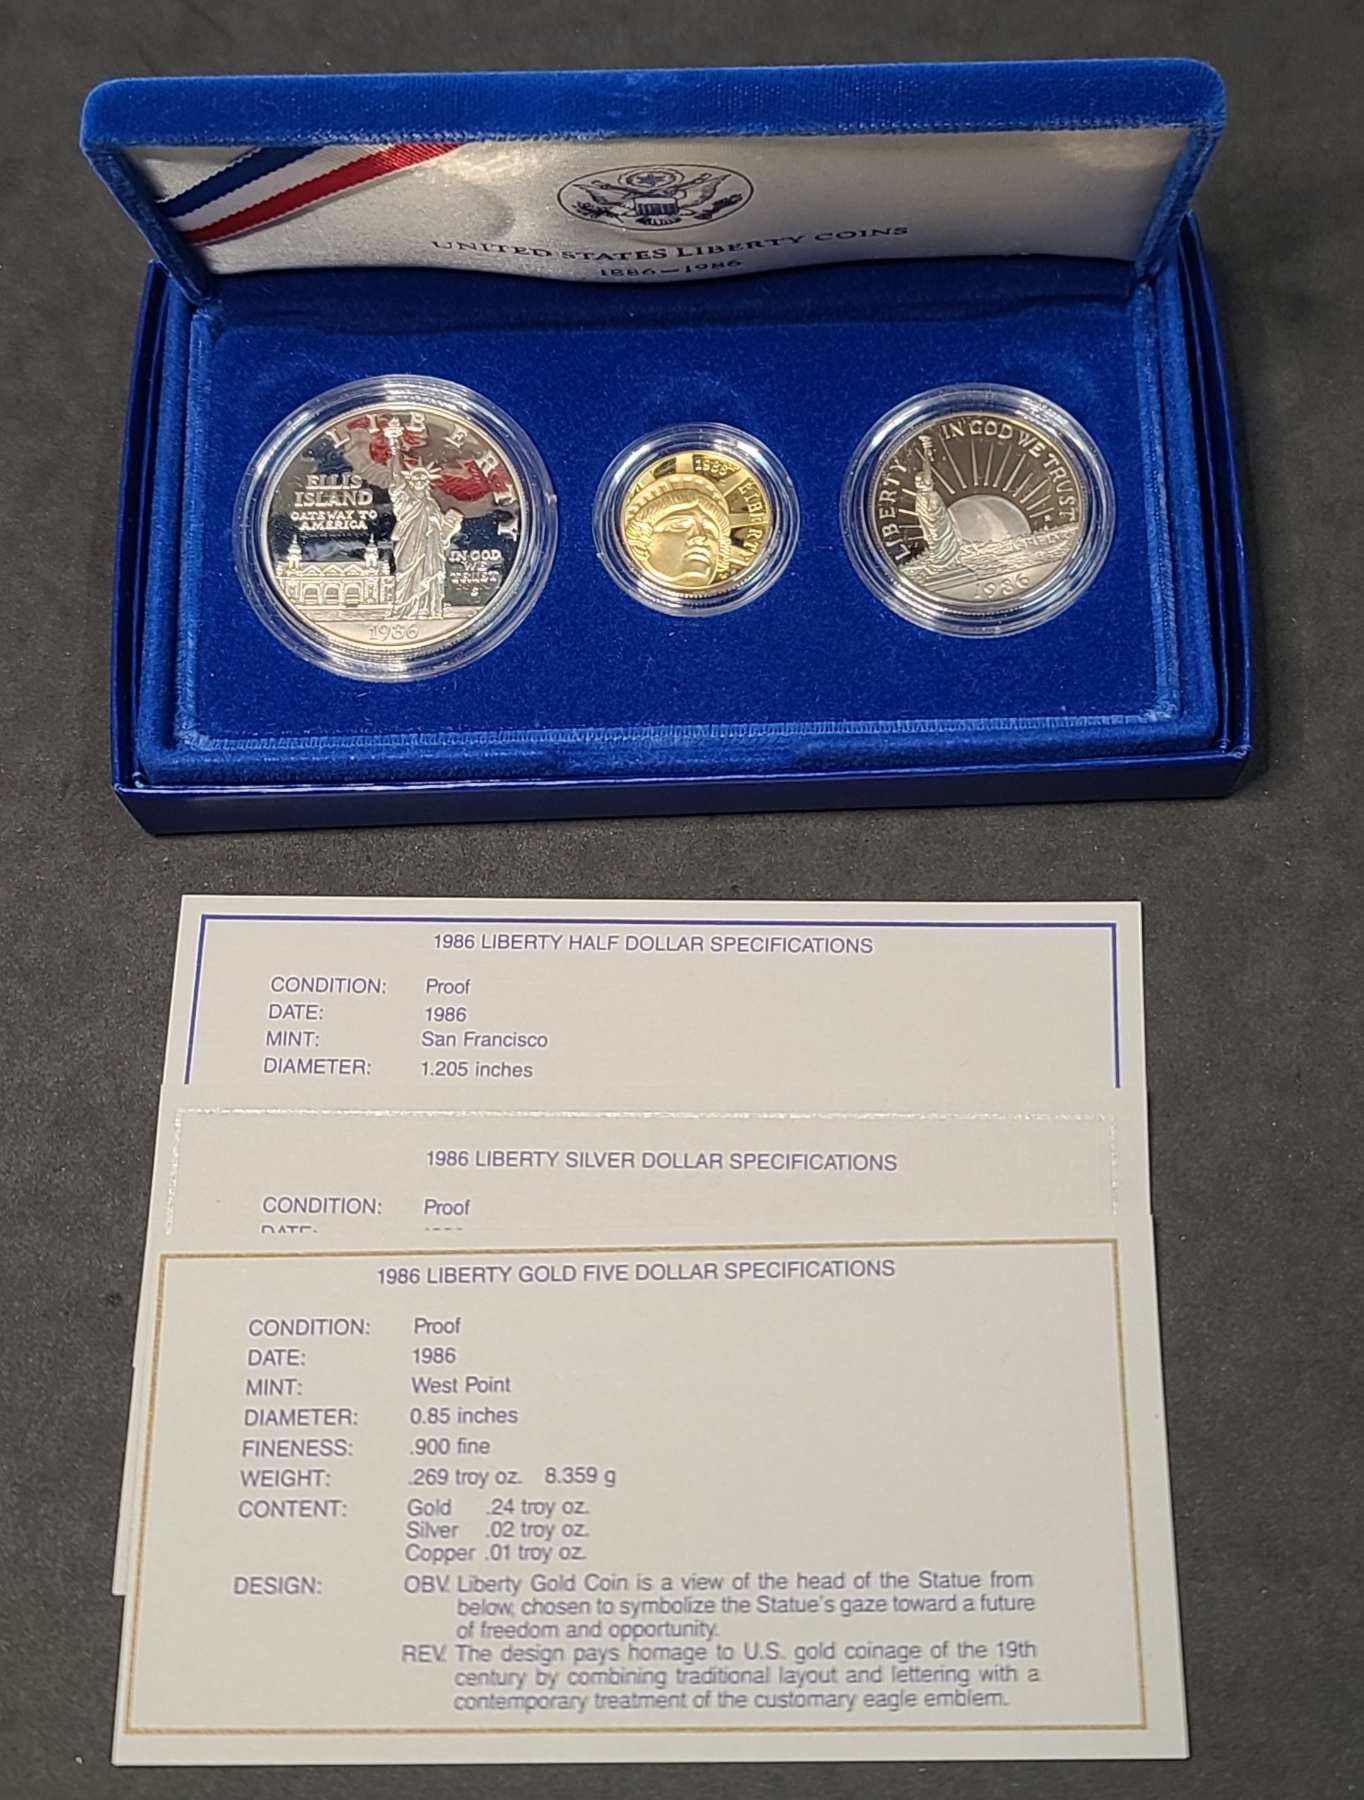 UNITED STATES LIBERTY COINS
1886–1986
LIBERTY
ELLIS
ISLAND
GATEWAY TO
AMERICA
IN GOD
WE
TRUST
S
1986
1986
LIBERTY
IN GOD WE TRUST
LIBERTY
1986
1986 LIBERTY HALF DOLLAR SPECIFICATIONS
CONDITION: Proof
DATE: 1986
MINT: San Francisco
DIAMETER: 1.205 inches
1986 LIBERTY SILVER DOLLAR SPECIFICATIONS
CONDITION: Proof
DATE:
1986 LIBERTY GOLD FIVE DOLLAR SPECIFICATIONS
CONDITION: Proof
DATE: 1986
MINT: West Point
DIAMETER: 0.85 inches
FINENESS: .900 fine
WEIGHT: .269 troy oz. 8.359 g
CONTENT: Gold .24 troy oz.
Silver .02 troy oz.
Copper .01 troy oz.
DESIGN: OBV. Liberty Gold Coin is a view of the head of the Statue from
below, chosen to symbolize the Statue's gaze toward a future
of freedom and opportunity.
REV. The design pays homage to U.S. gold coinage of the 19th
century by combining traditional layout and lettering with a
contemporary treatment of the customary eagle emblem.